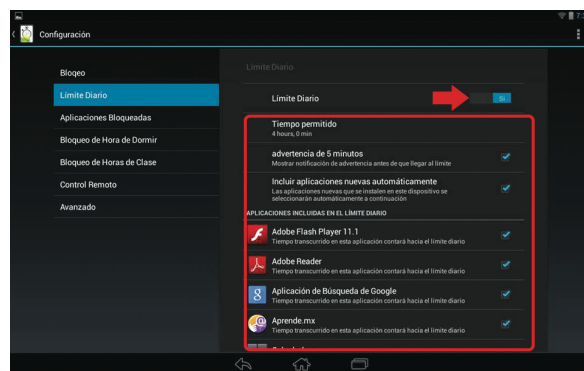 7:3
Configuración
Bloqeo
Límite Diario
Aplicaciones Bloqueadas
Bloqueo de Hora de Dormir
Bloqueo de Horas de Clase
Control Remoto
Avanzado
Límite Diario
Límite Diario
Si
Tiempo permitido
4 hours, 0 min
advertencia de 5 minutos
Mostrar notificación de advertencia antes de que llegar al límite
Incluir aplicaciones nuevas automáticamente
Las aplicaciones nuevas que se instalen en este dispositivo se
seleccionarán automáticamente a continuación
APLICACIONES INCLUIDAS EN EL LÍMITE DIARIO
Adobe Flash Player 11.1
Tiempo transcurrido en esta aplicación contará hacia el límite diario
Adobe Reader
Tiempo transcurrido en esta aplicación contará hacia el límite diario
Aplicación de Búsqueda de Google
Tiempo transcurrido en esta aplicación contará hacia el límite diario
Aprende.mx
Tiempo transcurrido en esta aplicación contará hacia el límite diario